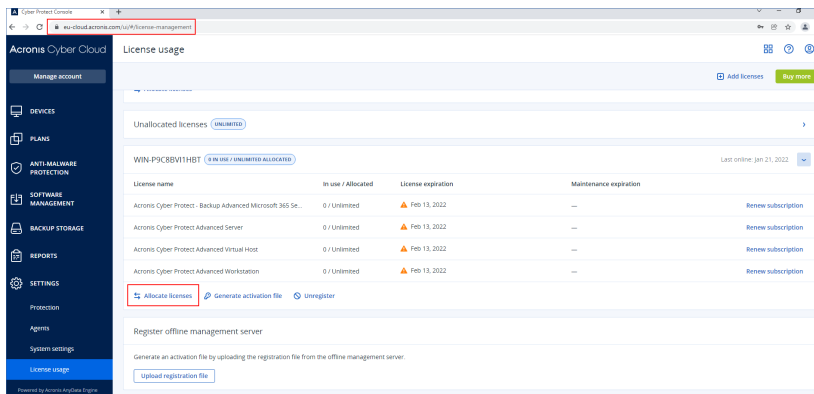 Cyber Protect Console
eu-cloud.acronis.com/ui/#/license-management
Acronis Cyber Cloud
License usage
Manage account
Add licenses
Buy more
DEVICES
PLANS
ANTI-MALWARE
PROTECTION
SOFTWARE
MANAGEMENT
BACKUP STORAGE
REPORTS
SETTINGS
Protection
Agents
System settings
License usage
Powered by Acronis AnyData Engine
Unallocated licenses UNLIMITED
WIN-P9C8BVI1HBT 0 IN USE / UNLIMITED ALLOCATED Last online: Jan 21, 2022
License name In use / Allocated License expiration Maintenance expiration
Acronis Cyber Protect - Backup Advanced Microsoft 365 Se... 0 / Unlimited Feb 13, 2022 — Renew subscription
Acronis Cyber Protect Advanced Server 0 / Unlimited Feb 13, 2022 — Renew subscription
Acronis Cyber Protect Advanced Virtual Host 0 / Unlimited Feb 13, 2022 — Renew subscription
Acronis Cyber Protect Advanced Workstation 0 / Unlimited Feb 13, 2022 — Renew subscription
Allocate licenses Generate activation file Unregister
Register offline management server
Generate an activation file by uploading the registration file from the offline management server.
Upload registration file